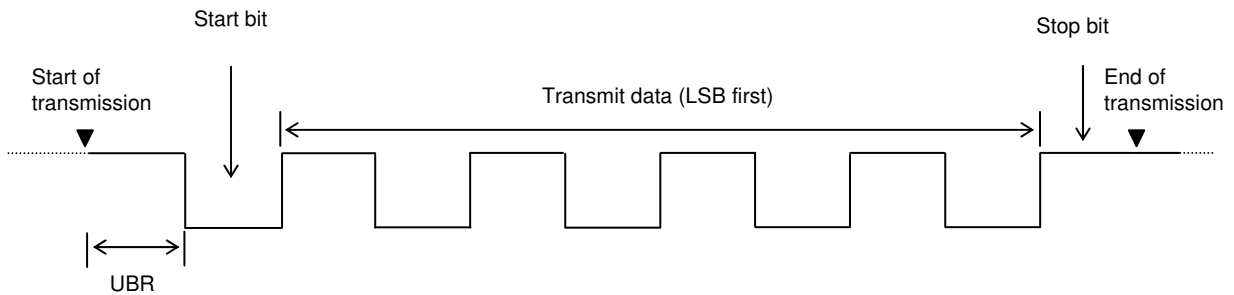 Start bit
Stop bit
Start of
transmission
Transmit data (LSB first)
End of
transmission
UBR